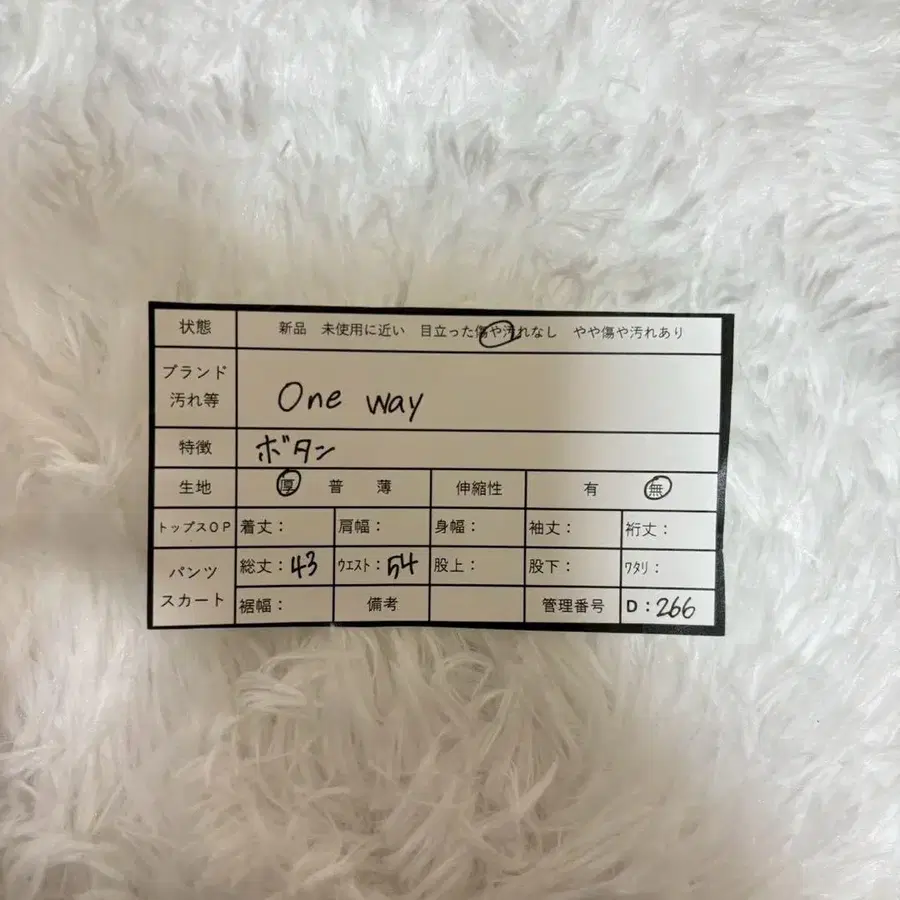 状態 新品 未使用に近い 目立った傷や汚れなし やや傷や汚れあり
ブランド
汚れ等 One way
特徴 ボタン
生地 厚 普 薄 伸縮性 有 無
トップスOP 着丈: 肩幅: 身幅: 袖丈: 裄丈:
パンツ
スカート 総丈:43 ウエスト:54 股上: 股下: ワタリ:
裾幅: 備考 管理番号 D:266